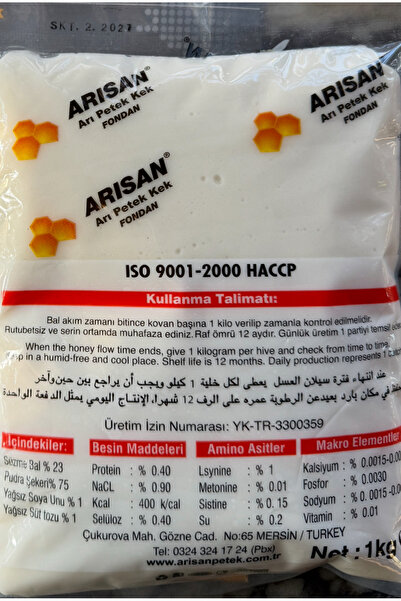 SKT. 2. 2027
ARISAN®
Arı Petek Kek
FONDAN
ARISAN
Arı Petek Kek
FONDAN
ARISAN®
Arı Petek Kek
FONDAN
ISO 9001-2000 HACCP
Kullanma Talimatı:
Bal akım zamanı bitince kovan başına 1 kilo verilip zamanla kontrol edilmelidir.
Rutubetsiz ve serin ortamda muhafaza ediniz. Raf ömrü 12 aydır. Günlük üretim 1 partiyi temsil
When the honey flow time ends, give 1 kilogram per hive and check from time to time.
in a humid-free and cool place. Shelf life is 12 months. Daily production represents 1
عند انتهاء فترة سيلان العسل يعطى لكل خلية 1 كيلو ويجب أن يراجع بين حين وآخر
في مكان بارد بعيدعن الرطوبة عمره على الرف 12 شهرا، الإنتاج اليومي يمثل الدفعة الواحدة
Üretim İzin Numarası: YK-TR-3300359
İçindekiler: Besin Maddeleri Amino Asitler Makro Elementler
Süzme Bal % 23 Protein : % 0.40 Lsynine : % 1 Kalsiyum : % 0.0015-0.00
Pudra Şekeri% 75 NaCL : % 0.90 Metonine : % 0.01 Fosfor : % 0.0030
Yağsız Soya Unu % 1 Kcal : 400 k/cal Sistine : % 0.15 Sodyum : % 0.0015
Yağsız Süt tozu % 1 Selüloz : % 0.40 Su : % 0.2 Vitamin : % 0.01
Çukurova Mah. Gözne Cad. No:65 MERSİN / TURKEY
Tel: 0324 324 17 24 (Pbx)
www.arisanpetek.com.tr
Net : 1kg